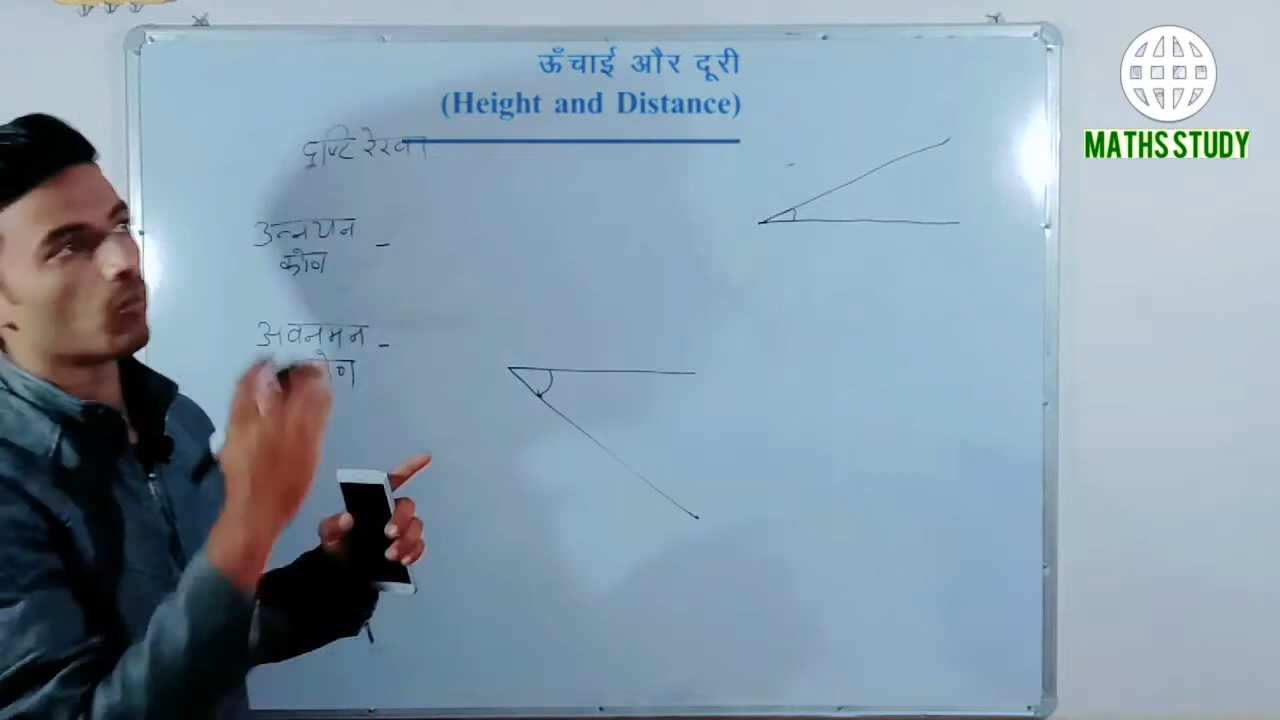 ऊँचाई और दूरी
(Height and Distance)
MATHS STUDY
दृष्टि रेखा
उन्नयन -
कोण
अवनमन -
कोण